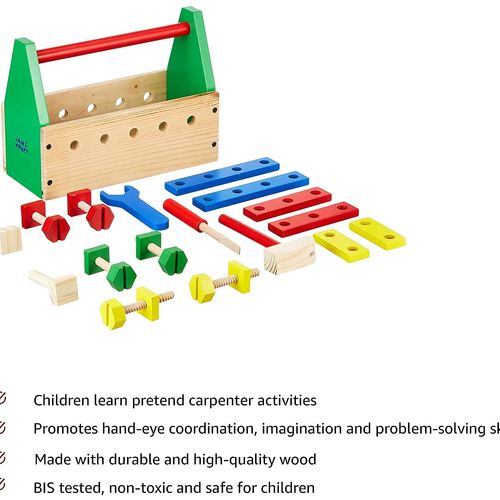 Children learn pretend carpenter activities
Promotes hand-eye coordination, imagination and problem-solving sk
Made with durable and high-quality wood
BIS tested, non-toxic and safe for children